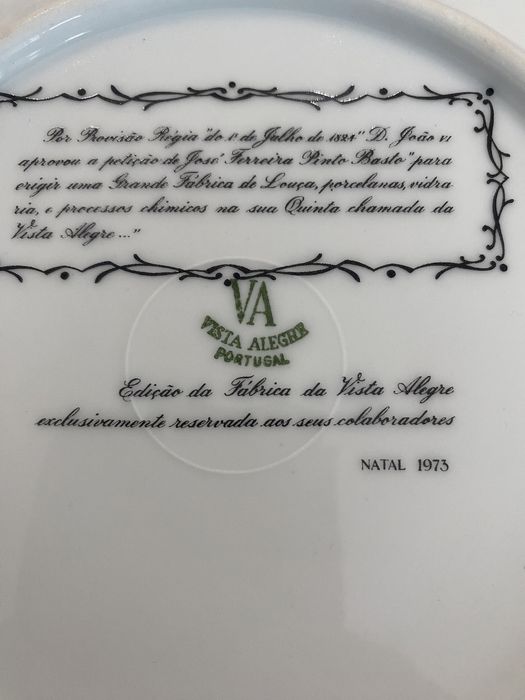 Por Provisão Régia "do 1º de Julho de 1824" D. João VI
aprovou a petição de José Ferreira Pinto Basto "para
erigir uma Grande Fábrica de Louça, porcelanas, vidra
ria, e processos chimicos na sua Quinta chamada da
Vista Alegre ..."
VA
VISTA ALEGRE
PORTUGAL
Edição da Fábrica da Vista Alegre
exclusivamente reservada aos seus colaboradores
NATAL 1973